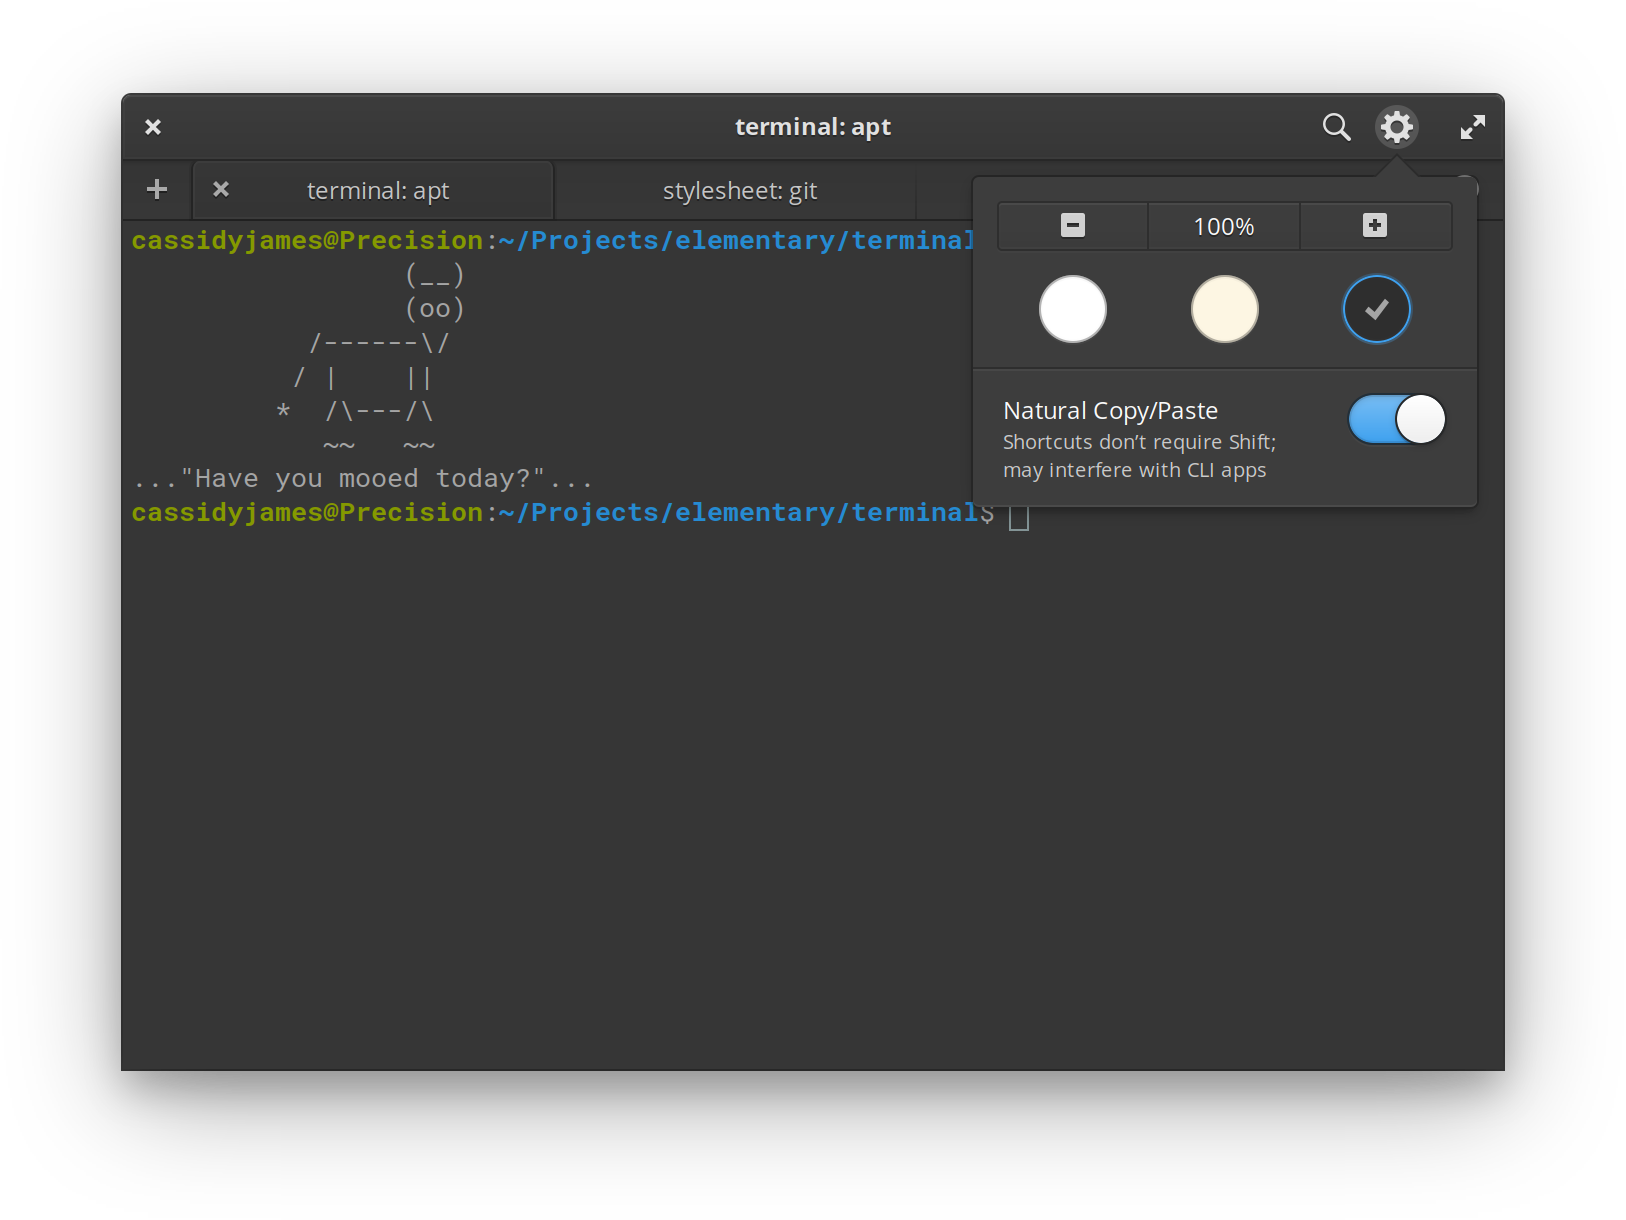 terminal: apt
terminal: apt
stylesheet: git
100%
Natural Copy/Paste
Shortcuts don’t require Shift;
may interfere with CLI apps
cassidyjames@Precision:~/Projects/elementary/terminal
                 (__)
                 (oo)
           /------\/
          / |    ||
         *  /\---/\
            ~~   ~~
..."Have you mooed today?"...
cassidyjames@Precision:~/Projects/elementary/terminal$